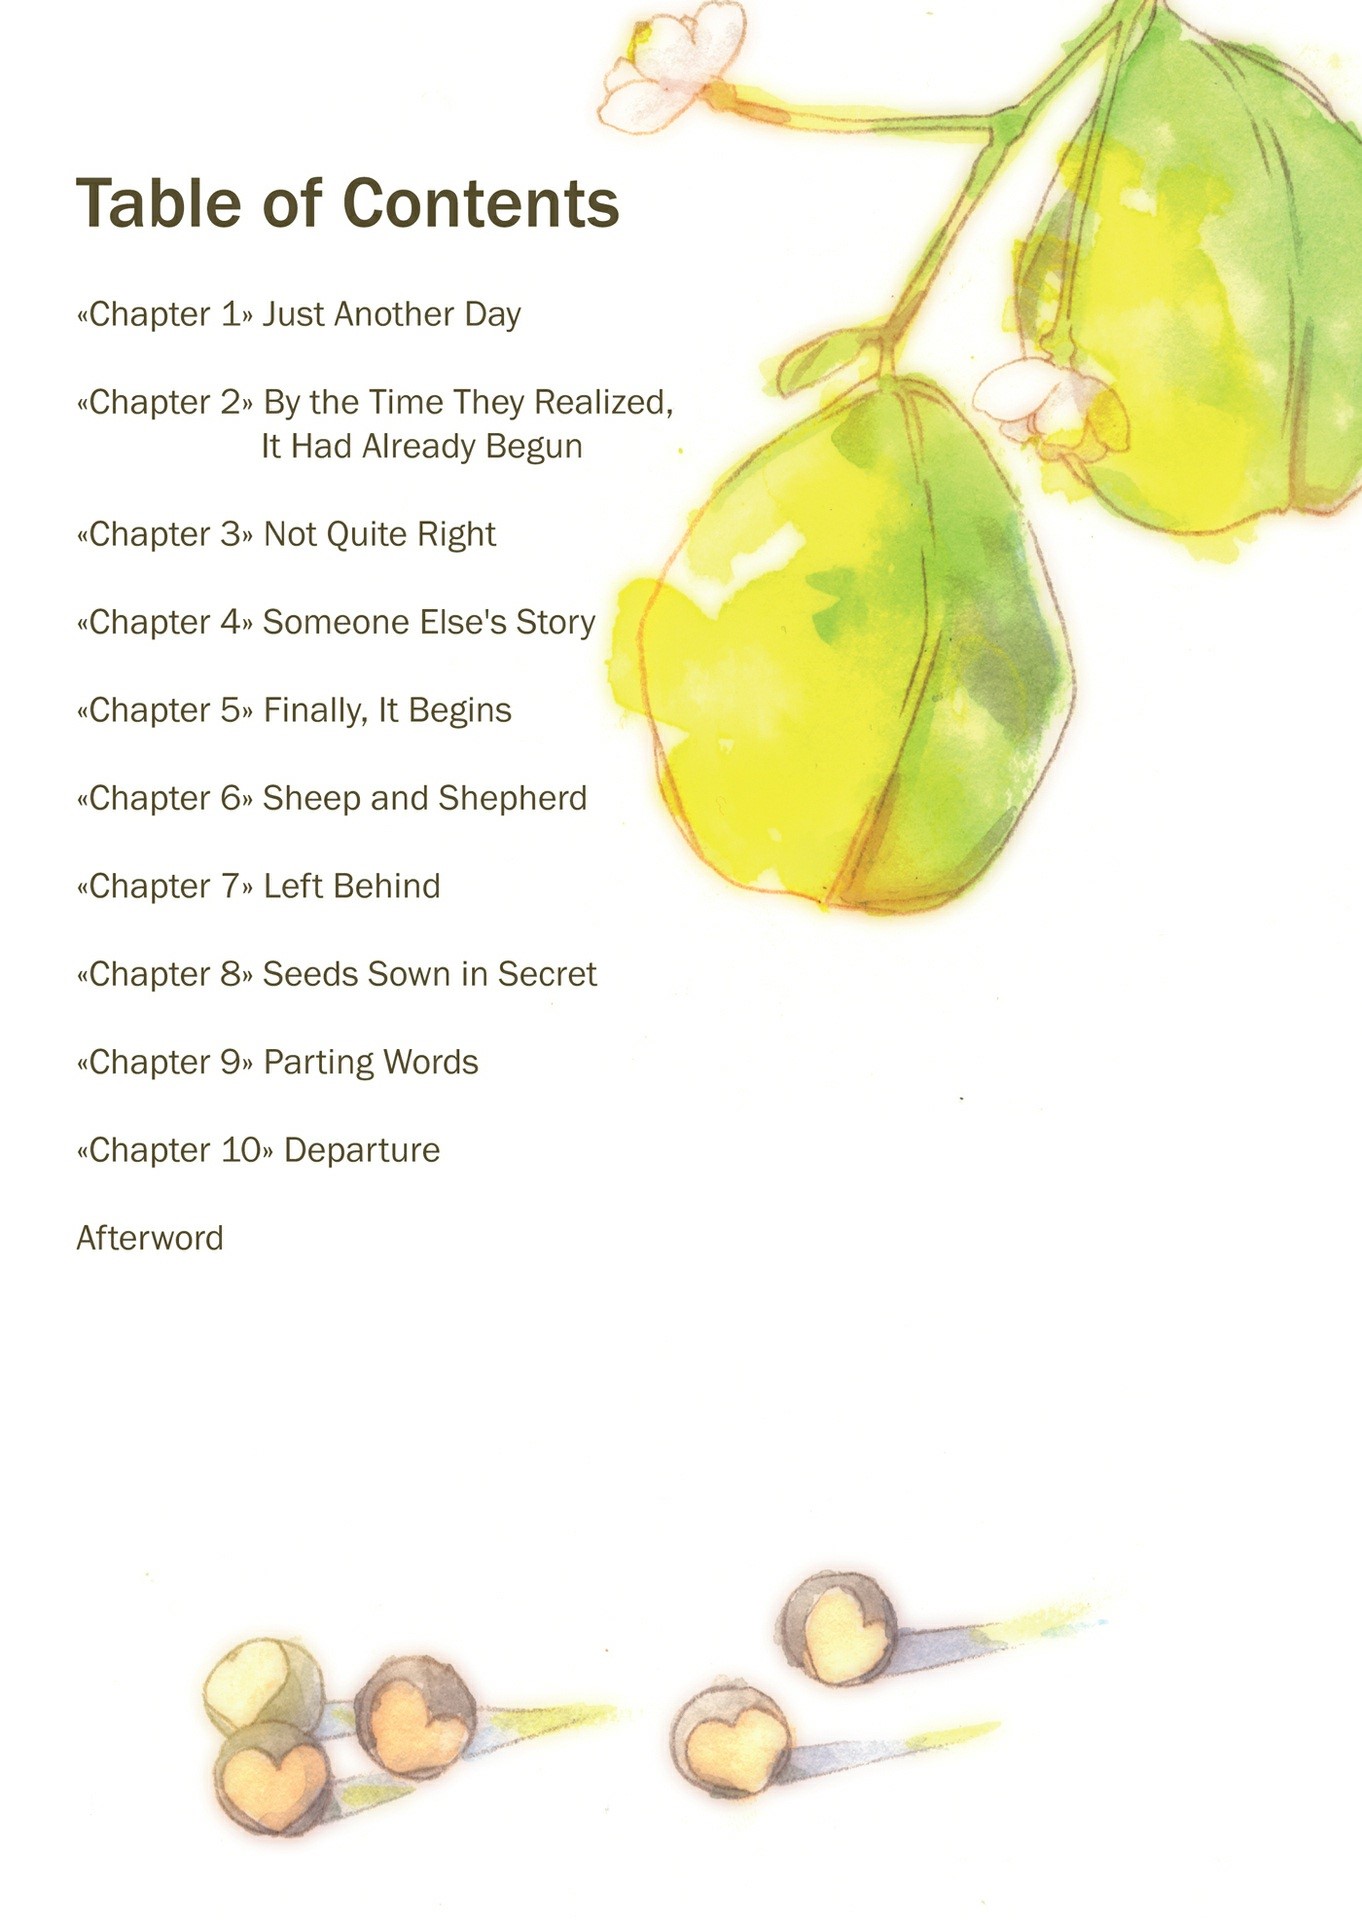 Table of Contents
«Chapter 1» Just Another Day
«Chapter 2» By the Time They Realized,
It Had Already Begun
«Chapter 3» Not Quite Right
«Chapter 4» Someone Else's Story
«Chapter 5» Finally, It Begins
«Chapter 6» Sheep and Shepherd
«Chapter 7» Left Behind
«Chapter 8» Seeds Sown in Secret
«Chapter 9» Parting Words
«Chapter 10» Departure
Afterword